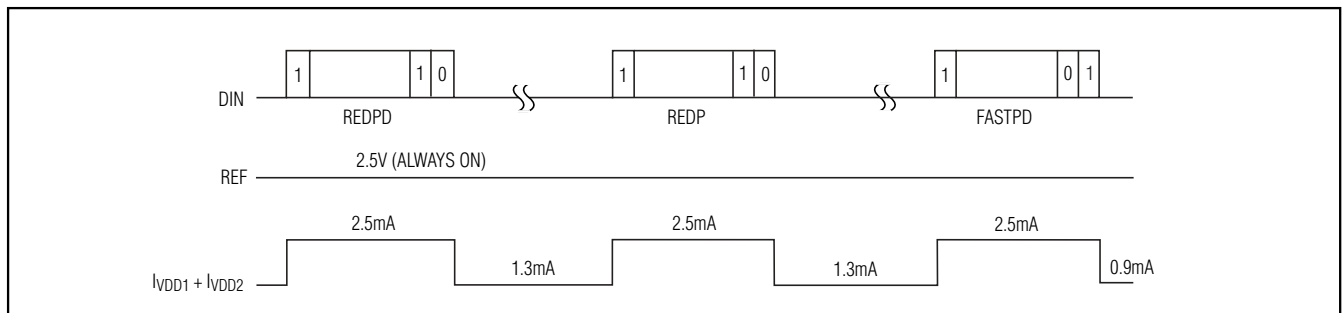 1 1 0 1 1 0 1 0 1
DIN
REDPD REDP FASTPD
2.5V (ALWAYS ON)
REF
2.5mA 2.5mA 2.5mA
1.3mA 1.3mA 0.9mA
IVDD1 + IVDD2